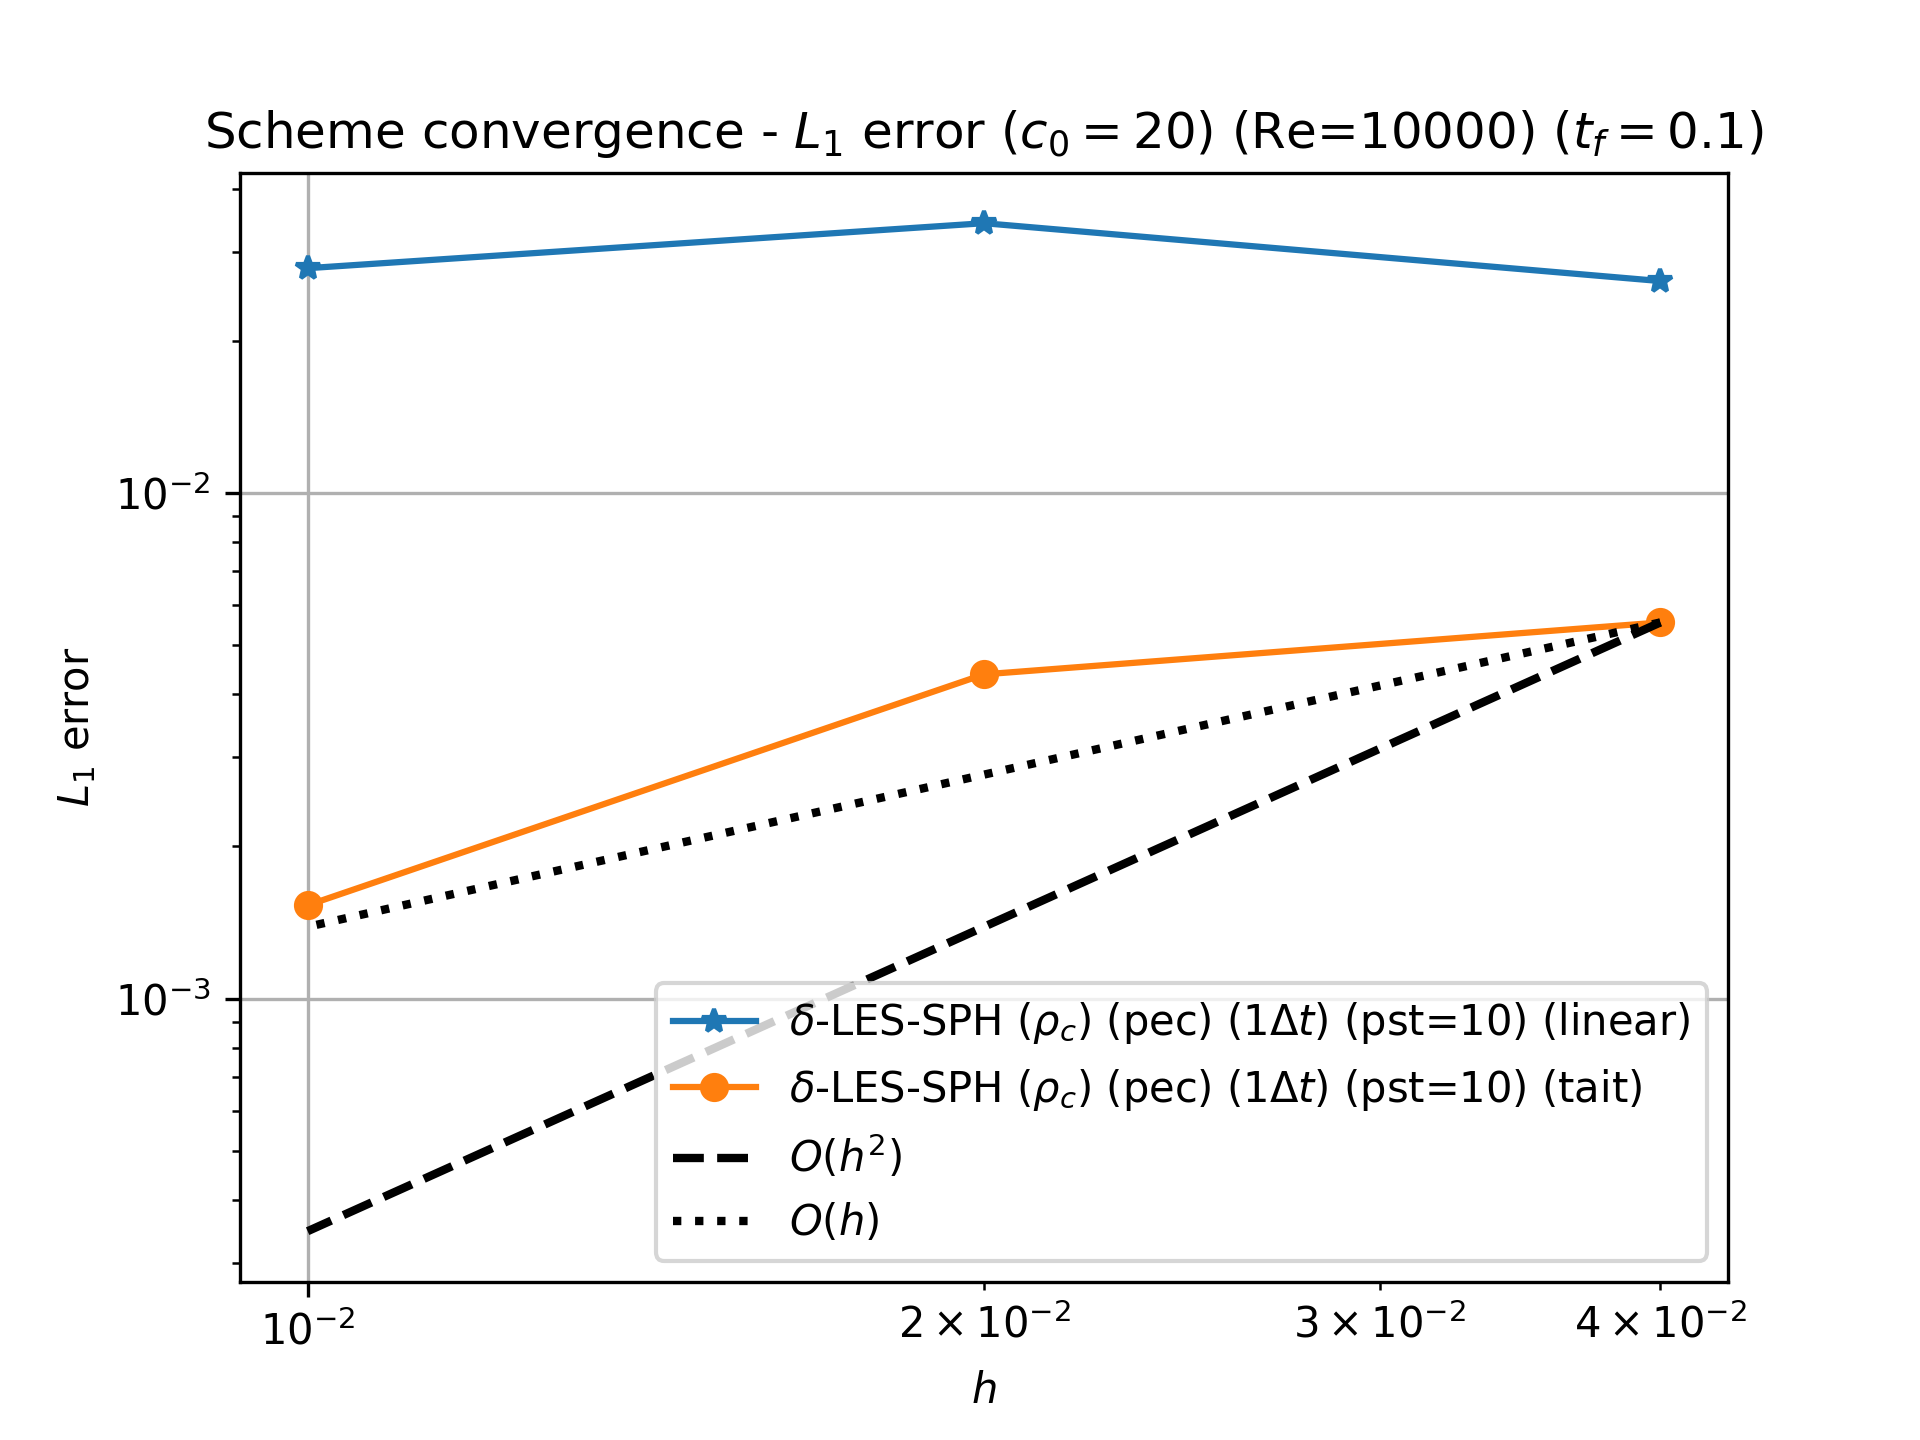 Scheme convergence - L₁ error (c₀ = 20) (Re=10000) (t_f = 0.1)
L₁ error
10⁻²
10⁻³
δ-LES-SPH (ρ_c) (pec) (1Δt) (pst=10) (linear)
δ-LES-SPH (ρ_c) (pec) (1Δt) (pst=10) (tait)
O(h²)
O(h)
10⁻² 2 × 10⁻² 3 × 10⁻² 4 × 10⁻²
h